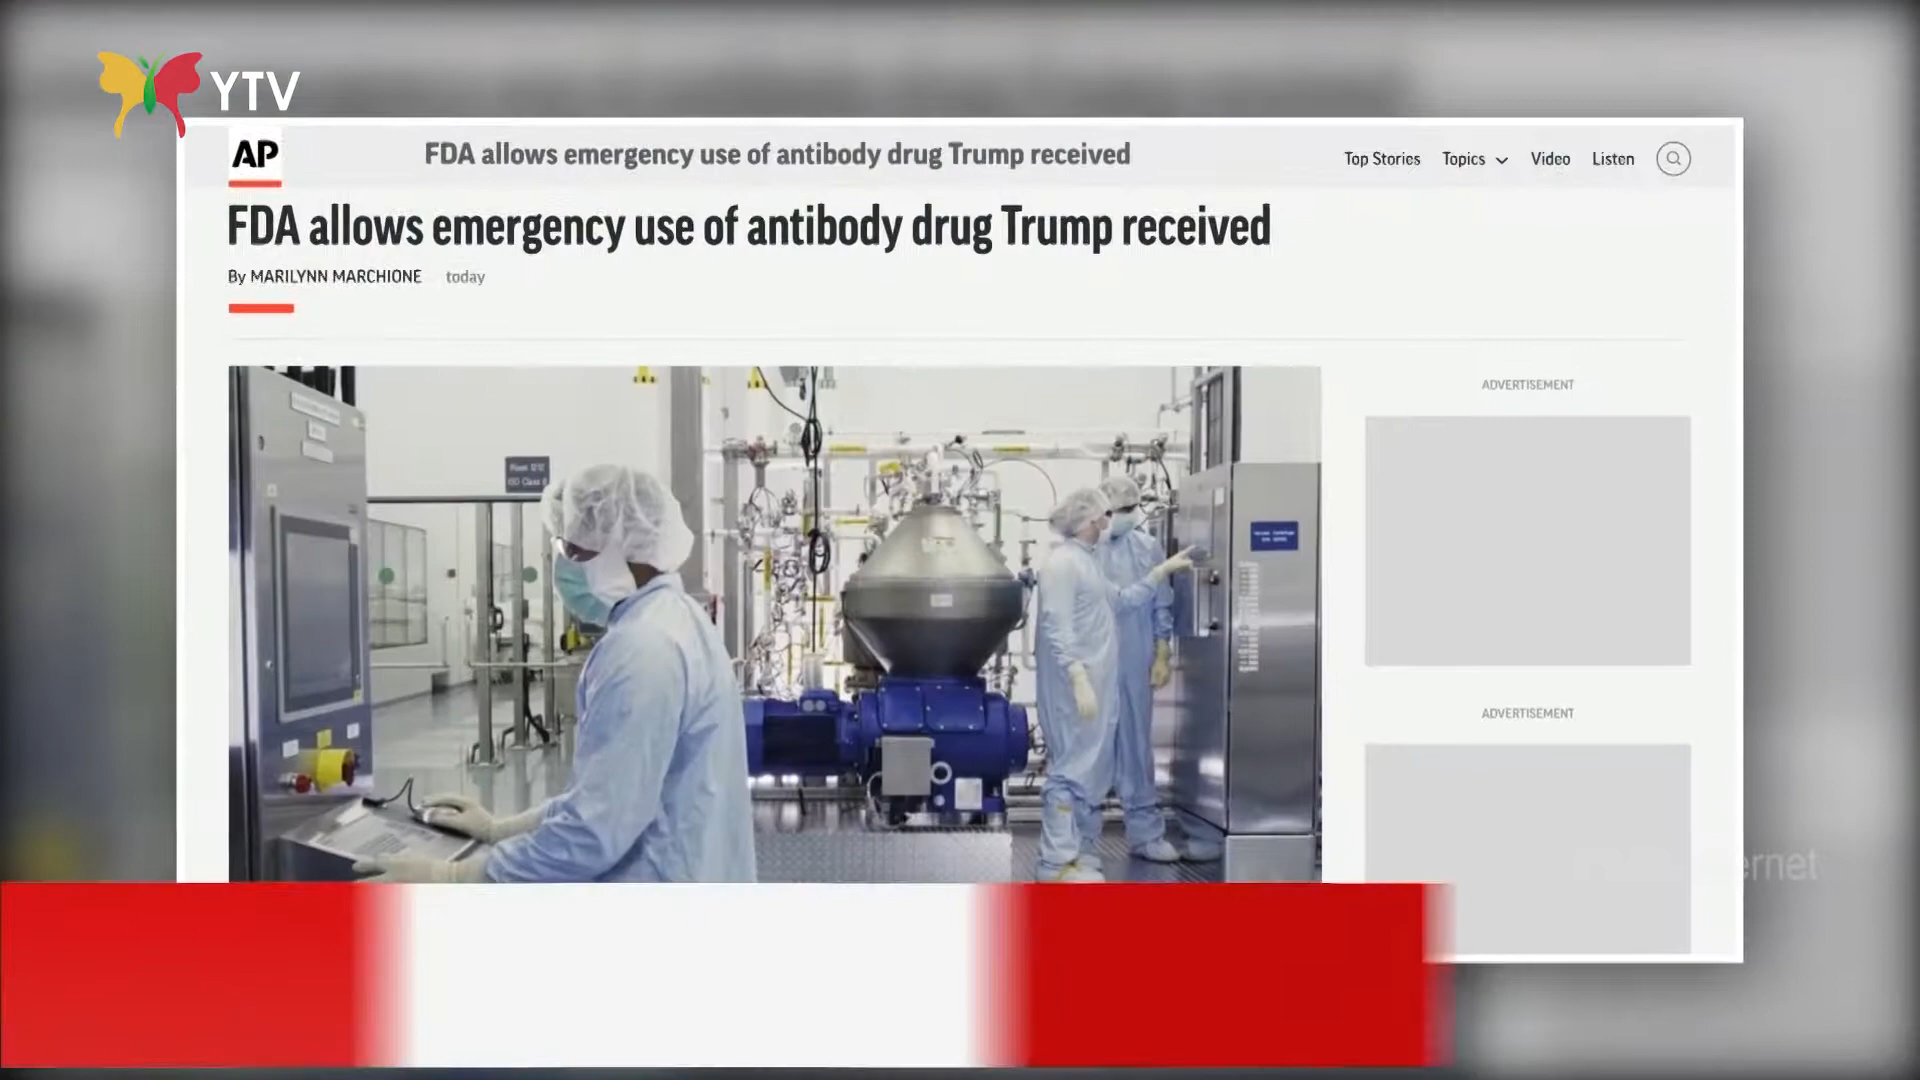 YTV
AP
FDA allows emergency use of antibody drug Trump received
Top Stories
Topics
Video
Listen
FDA allows emergency use of antibody drug Trump received
By MARILYNN MARCHIONE
today
ADVERTISEMENT
ADVERTISEMENT